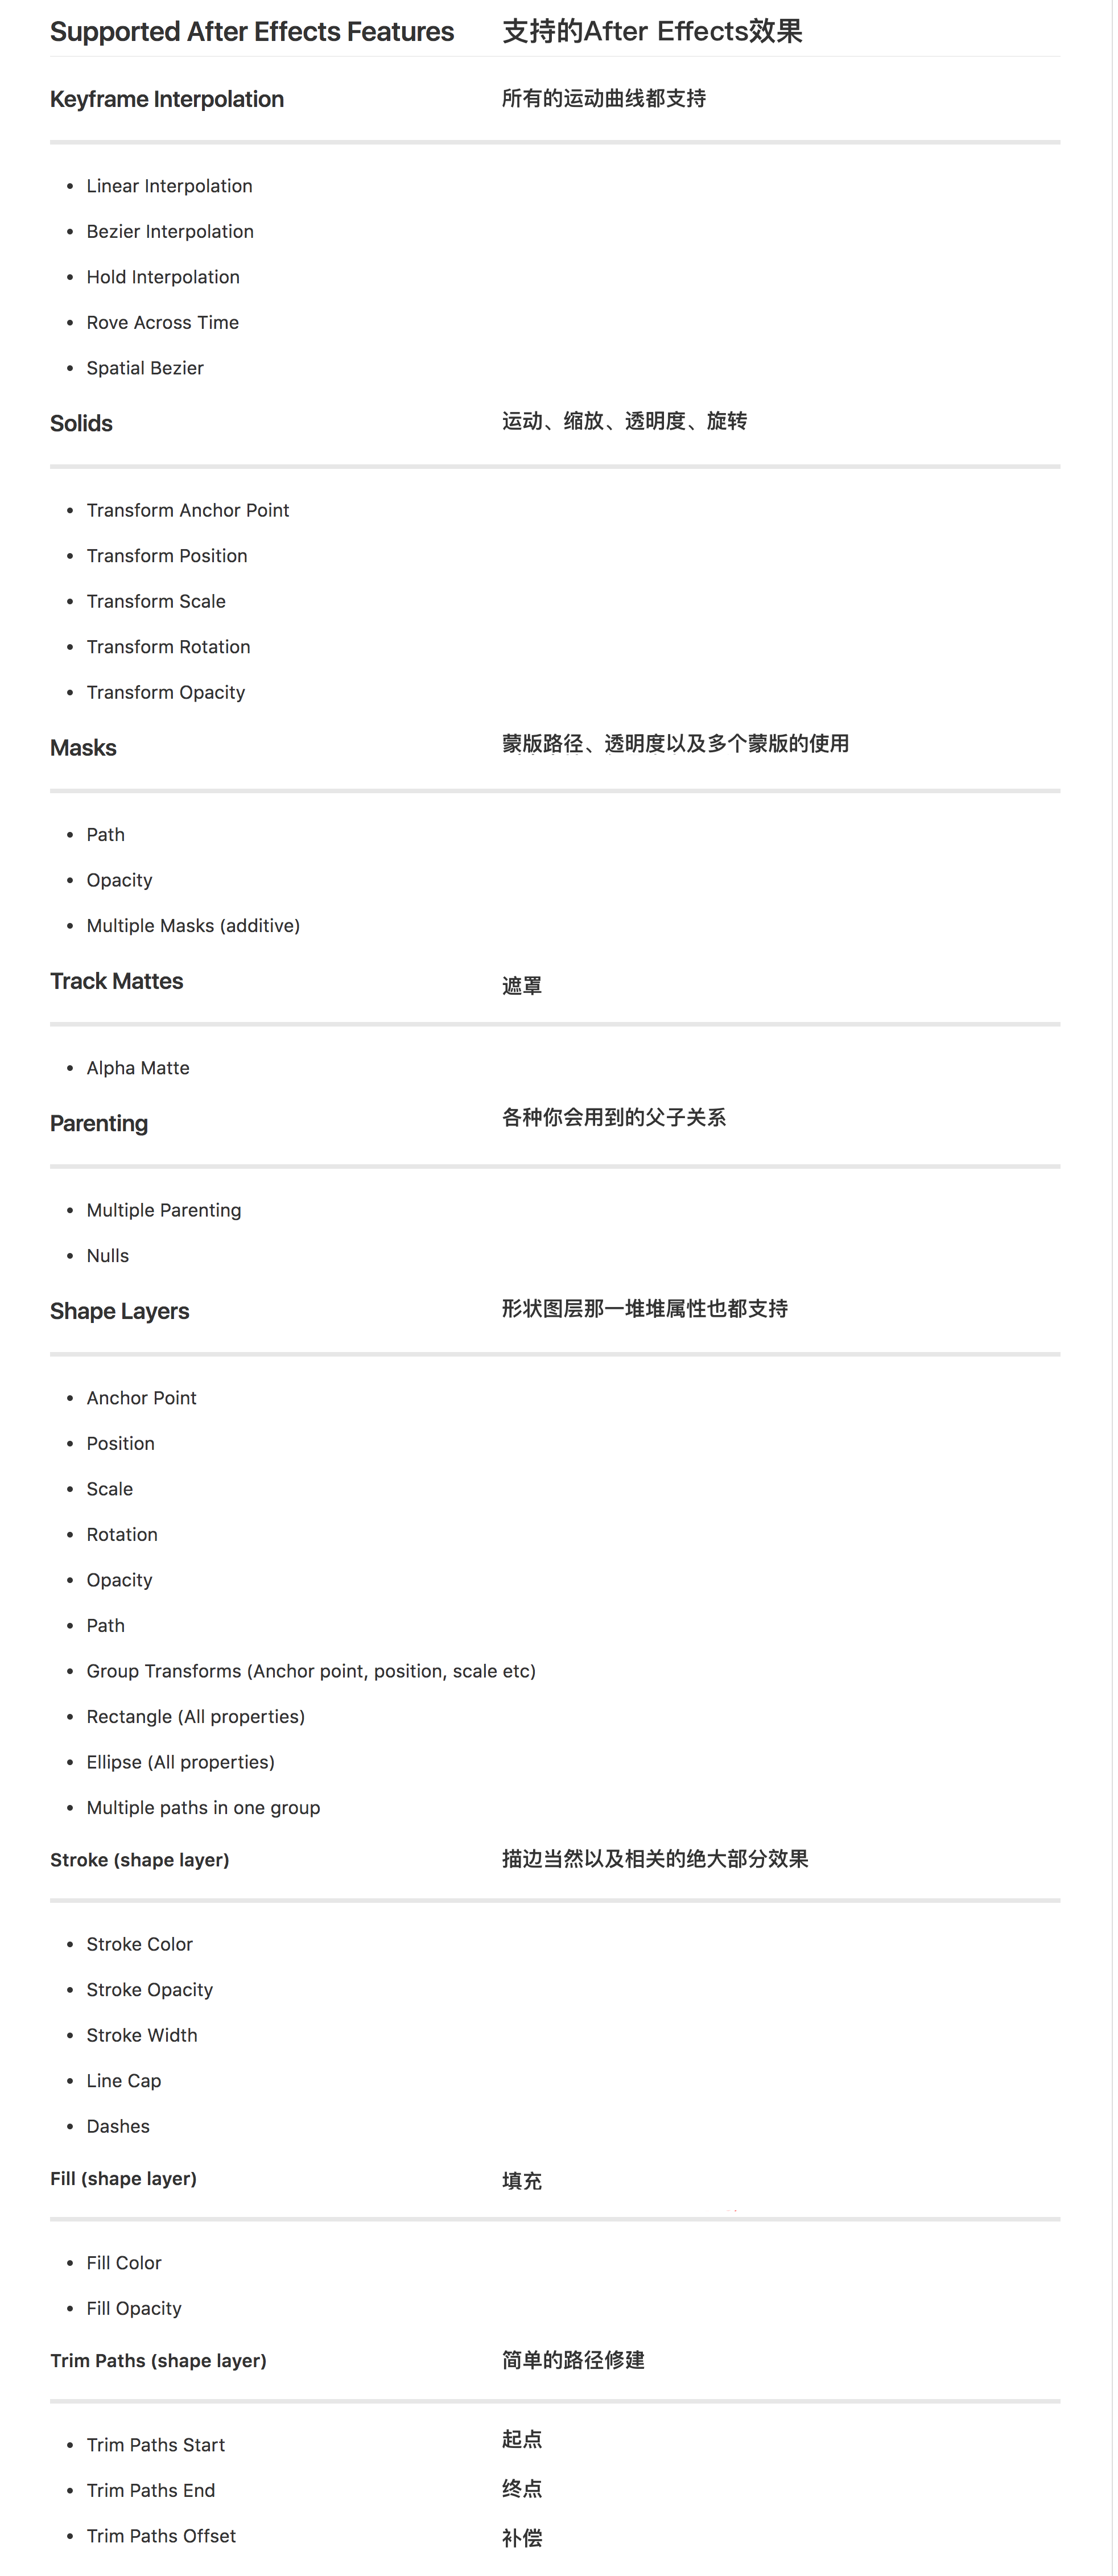 Supported After Effects Features 支持的After Effects效果
Keyframe Interpolation 所有的运动曲线都支持
Linear Interpolation
Bezier Interpolation
Hold Interpolation
Rove Across Time
Spatial Bezier
Solids 运动、缩放、透明度、旋转
Transform Anchor Point
Transform Position
Transform Scale
Transform Rotation
Transform Opacity
Masks 蒙版路径、透明度以及多个蒙版的使用
Path
Opacity
Multiple Masks (additive)
Track Mattes 遮罩
Alpha Matte
Parenting 各种你会用到的父子关系
Multiple Parenting
Nulls
Shape Layers 形状图层那一堆堆属性也都支持
Anchor Point
Position
Scale
Rotation
Opacity
Path
Group Transforms (Anchor point, position, scale etc)
Rectangle (All properties)
Ellipse (All properties)
Multiple paths in one group
Stroke (shape layer) 描边当然以及相关的绝大部分效果
Stroke Color
Stroke Opacity
Stroke Width
Line Cap
Dashes
Fill (shape layer) 填充
Fill Color
Fill Opacity
Trim Paths (shape layer) 简单的路径修建
Trim Paths Start 起点
Trim Paths End 终点
Trim Paths Offset 补偿